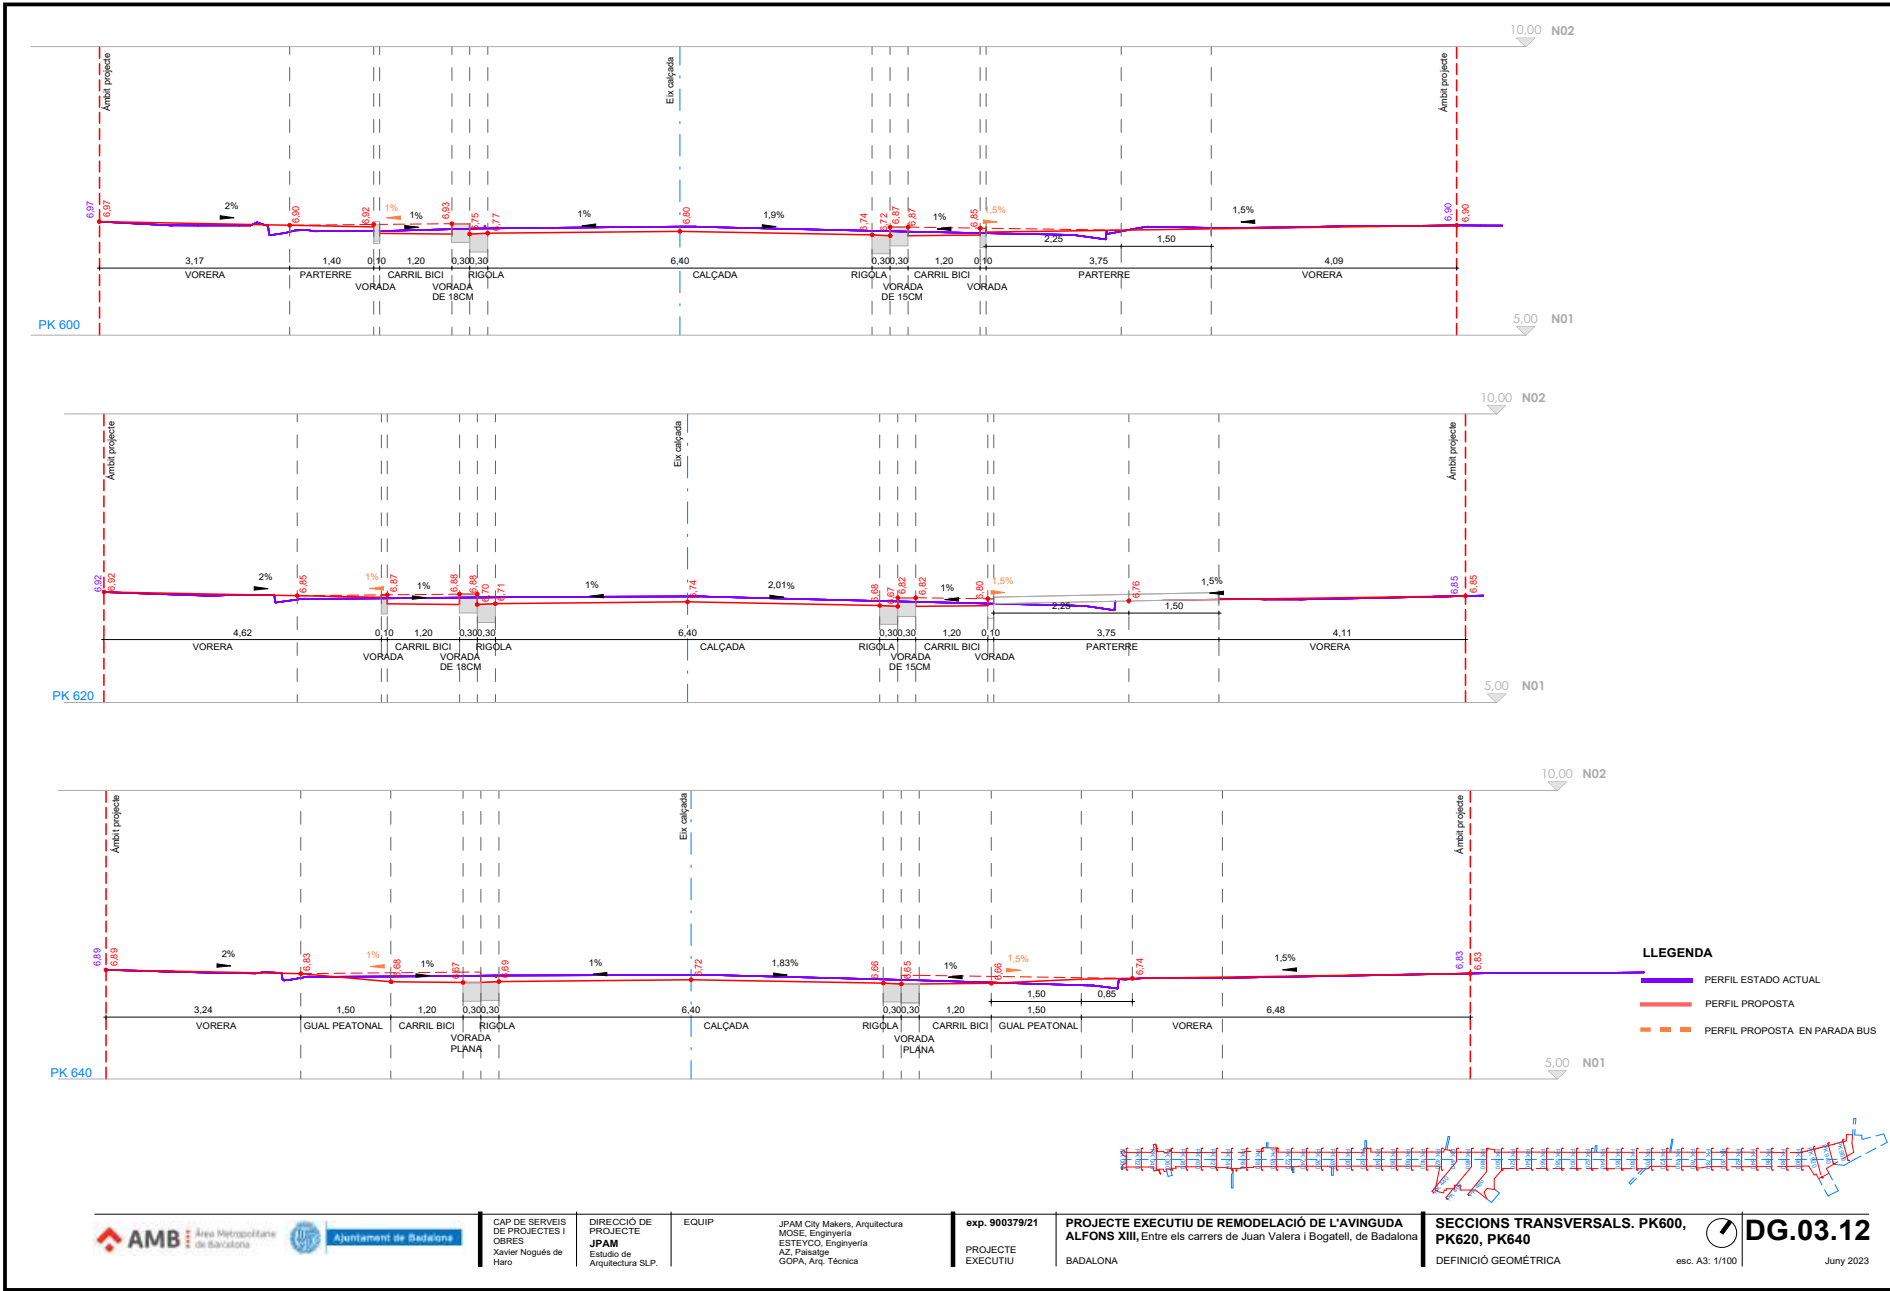 10,00 N02
Àmbit projecte
Eix calçada
Àmbit projecte
6,97
6,97
2%
6,90
6,92
1%
1%
6,93
6,75
6,77
1%
6,80
1,9%
6,74
6,72
6,87
6,87
1%
6,85
1,5%
1,5%
6,90
6,90
2,25
1,50
3,17
1,40
0,10
1,20
0,30
0,30
6,40
0,30
0,30
1,20
0,10
3,75
4,09
VORERA
PARTERRE
CARRIL BICI
RIGOLA
CALÇADA
RIGOLA
CARRIL BICI
PARTERRE
VORERA
VORADA
VORADA
DE 18CM
VORADA
DE 15CM
VORADA
PK 600
5,00 N01
10,00 N02
Àmbit projecte
Eix calçada
Àmbit projecte
6,92
6,92
2%
6,85
1%
6,87
1%
6,88
6,88
6,70
6,71
1%
6,74
2,01%
6,68
6,67
6,82
6,82
1%
6,80
1,5%
6,76
1,5%
6,85
6,85
2,25
1,50
4,62
0,10
1,20
0,30
0,30
6,40
0,30
0,30
1,20
0,10
3,75
4,11
VORERA
CARRIL BICI
RIGOLA
CALÇADA
RIGOLA
CARRIL BICI
PARTERRE
VORERA
VORADA
VORADA
DE 18CM
VORADA
DE 15CM
VORADA
PK 620
5,00 N01
10,00 N02
Àmbit projecte
Eix calçada
Àmbit projecte
6,89
6,89
2%
6,83
1%
6,68
1%
6,67
6,69
1%
6,72
1,83%
6,66
6,65
1%
6,66
1,5%
6,74
1,5%
6,83
6,83
1,50
0,85
3,24
1,50
1,20
0,30
0,30
6,40
0,30
0,30
1,20
1,50
6,48
VORERA
GUAL PEATONAL
CARRIL BICI
RIGOLA
CALÇADA
RIGOLA
CARRIL BICI
GUAL PEATONAL
VORERA
VORADA
PLANA
VORADA
PLANA
PK 640
5,00 N01
LLEGENDA
PERFIL ESTADO ACTUAL
PERFIL PROPOSTA
PERFIL PROPOSTA EN PARADA BUS
AMB
Àrea Metropolitana
de Barcelona
Ajuntament de Badalona
CAP DE SERVEIS
DE PROJECTES I
OBRES
Xavier Nogués de
Haro
DIRECCIÓ DE
PROJECTE
JPAM
Estudio de
Arquitectura SLP.
EQUIP
JPAM City Makers, Arquitectura
MOSE, Enginyeria
ESTEYCO, Enginyeria
AZ, Paisatge
GOPA, Arq. Tècnica
exp. 900379/21
PROJECTE
EXECUTIU
PROJECTE EXECUTIU DE REMODELACIÓ DE L'AVINGUDA
ALFONS XIII, Entre els carrers de Juan Valera i Bogatell, de Badalona
BADALONA
SECCIONS TRANSVERSALS. PK600,
PK620, PK640
DEFINICIÓ GEOMÉTRICA
esc. A3: 1/100
DG.03.12
Juny 2023